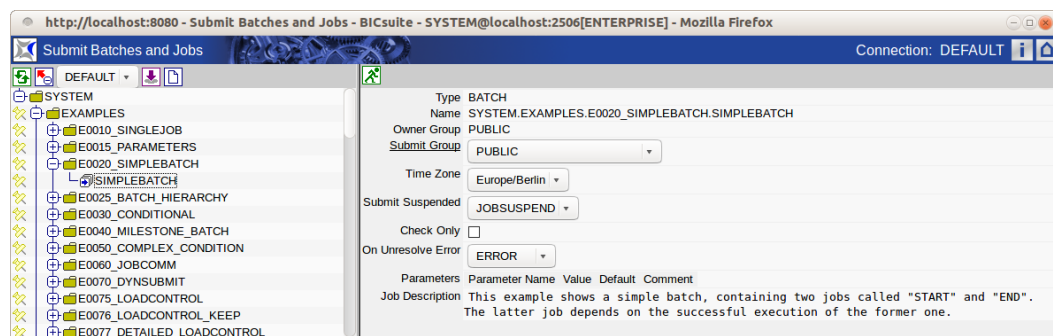 http://localhost:8080 - Submit Batches and Jobs - BICsuite - SYSTEM@localhost:2506[ENTERPRISE] - Mozilla Firefox
Submit Batches and Jobs
Connection: DEFAULT
DEFAULT
SYSTEM
EXAMPLES
E0010_SINGLEJOB
E0015_PARAMETERS
E0020_SIMPLEBATCH
SIMPLEBATCH
E0025_BATCH_HIERARCHY
E0030_CONDITIONAL
E0040_MILESTONE_BATCH
E0050_COMPLEX_CONDITION
E0060_JOBCOMM
E0070_DYNSUBMIT
E0075_LOADCONTROL
E0076_LOADCONTROL_KEEP
E0077_DETAILED_LOADCONTROL
Type BATCH
Name SYSTEM.EXAMPLES.E0020_SIMPLEBATCH.SIMPLEBATCH
Owner Group PUBLIC
Submit Group PUBLIC
Time Zone Europe/Berlin
Submit Suspended JOBSUSPEND
Check Only
On Unresolve Error ERROR
Parameters Parameter Name Value Default Comment
Job Description This example shows a simple batch, containing two jobs called "START" and "END".
The latter job depends on the successful execution of the former one.